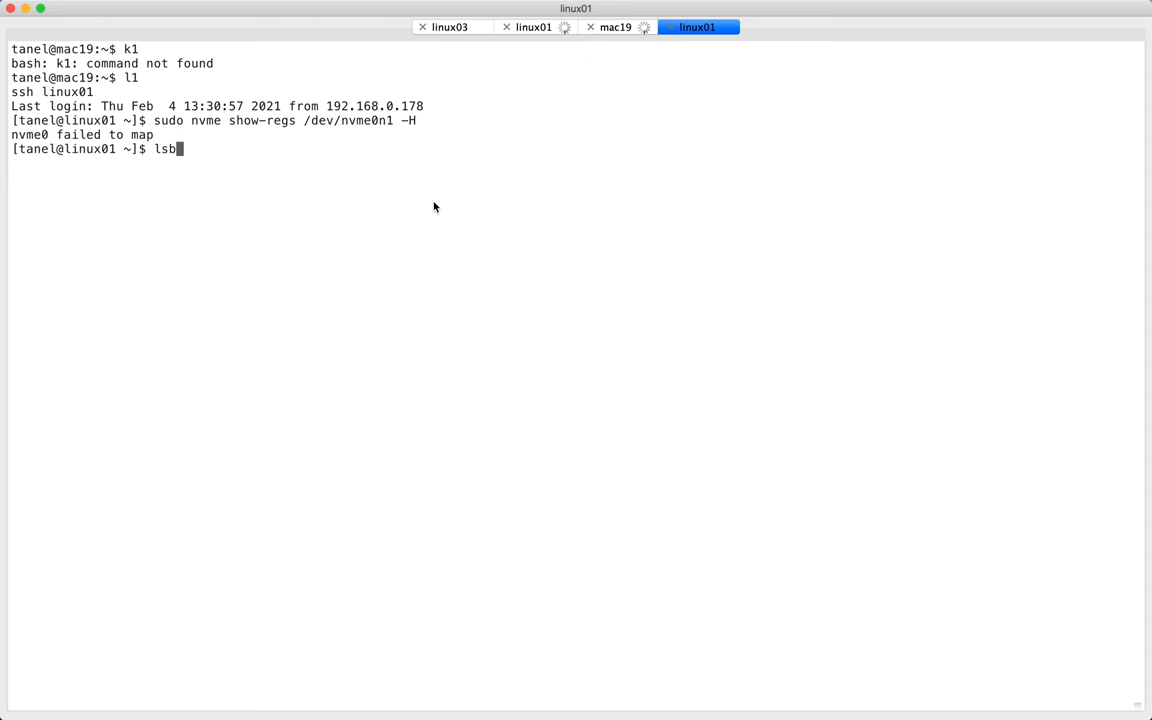 linux01
linux03
linux01
mac19
linux01
tanel@mac19:~$ k1
bash: k1: command not found
tanel@mac19:~$ l1
ssh linux01
Last login: Thu Feb  4 13:30:57 2021 from 192.168.0.178
[tanel@linux01 ~]$ sudo nvme show-regs /dev/nvme0n1 -H
nvme0 failed to map
[tanel@linux01 ~]$ lsb